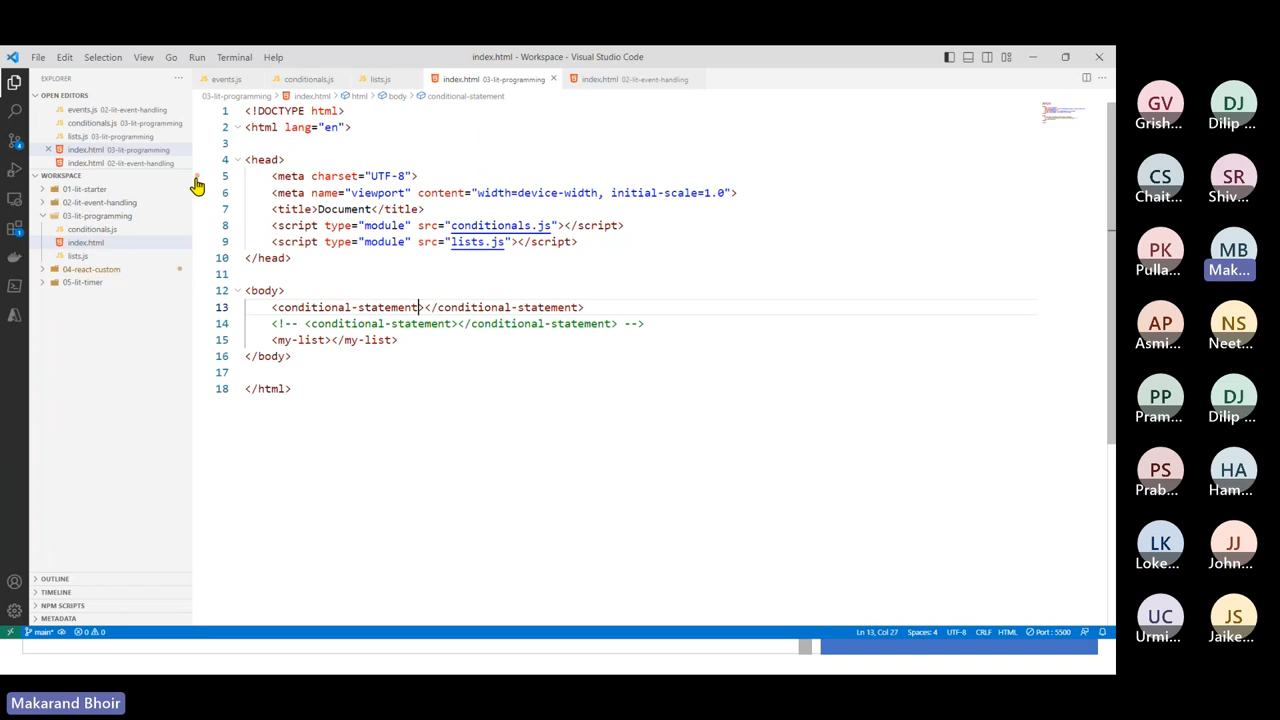 File Edit Selection View Go Run Terminal Help
index.html - Workspace - Visual Studio Code
EXPLORER
OPEN EDITORS
events.js 02-lit-event-handling
conditionals.js 03-lit-programming
lists.js 03-lit-programming
index.html 03-lit-programming
index.html 02-lit-event-handling
WORKSPACE
01-lit-starter
02-lit-event-handling
03-lit-programming
conditionals.js
index.html
lists.js
04-react-custom
05-lit-timer
OUTLINE
TIMELINE
NPM SCRIPTS
METADATA
events.js conditionals.js lists.js index.html 03-lit-programming index.html 02-lit-event-handling
03-lit-programming > index.html > html > body > conditional-statement
1 <!DOCTYPE html>
2 <html lang="en">
3
4 <head>
5 <meta charset="UTF-8">
6 <meta name="viewport" content="width=device-width, initial-scale=1.0">
7 <title>Document</title>
8 <script type="module" src="conditionals.js"></script>
9 <script type="module" src="lists.js"></script>
10 </head>
11
12 <body>
13 <conditional-statement></conditional-statement>
14 <!-- <conditional-statement></conditional-statement> -->
15 <my-list></my-list>
16 </body>
17
18 </html>
main* 0 0 Ln 13, Col 27 Spaces: 4 UTF-8 CRLF HTML Port : 5500
GV DJ
Grish... Dilip ...
CS SR
Chait... Shiv...
PK MB
Pulla... Mak...
AP NS
Asmi... Neet...
PP DJ
Pram... Dilip ...
PS HA
Prab... Ham...
LK JJ
Loke... John...
UC JS
Urmi... Jaike...
Makarand Bhoir